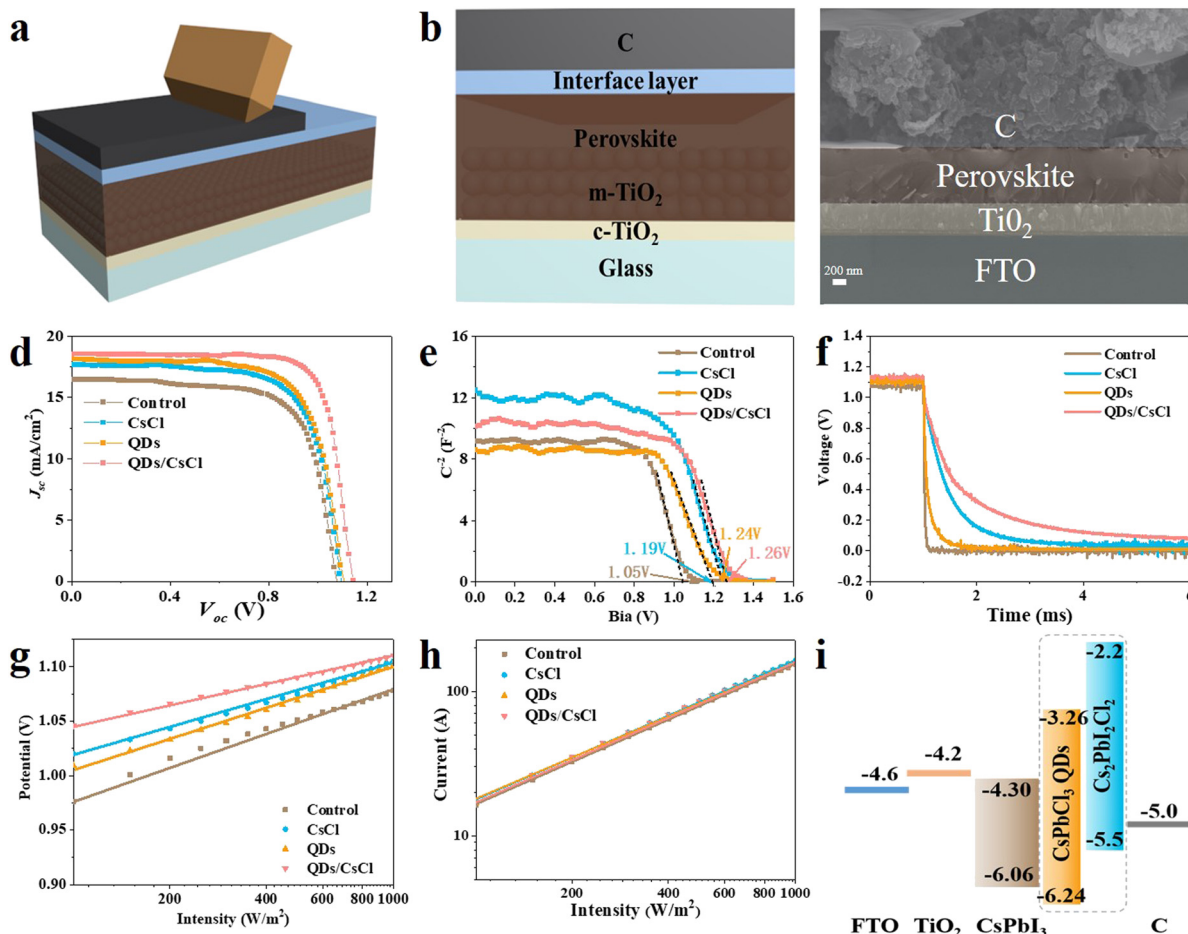 a
b
C
Interface layer
Perovskite
m-TiO₂
c-TiO₂
Glass
C
Perovskite
Ti0₂
FTO
200 nm
d
20
15
10
5
0
0.0 0.4 0.8 1.2
J_sc (mA/cm²)
V_oc (V)
Control
CsCl
QDs
QDs/CsCl
e
16
12
8
4
0
0.0 0.2 0.4 0.6 0.8 1.0 1.2 1.4 1.6
C⁻² (F⁻²)
Bia (V)
Control
CsCl
QDs
QDs/CsCl
1.24V
1.19V
1.26V
1.05V
f
1.4
1.2
1.0
0.8
0.6
0.4
0.2
0.0
-0.2
0 2 4 6
Voltage (V)
Time (ms)
Control
CsCl
QDs
QDs/CsCl
g
1.10
1.05
1.00
0.95
0.90
200 400 600 800 1000
Potential (V)
Intensity (W/m²)
Control
CsCl
QDs
QDs/CsCl
h
100
10
200 400 600 800 1000
Current (A)
Intensity (W/m²)
Control
CsCl
QDs
QDs/CsCl
i
-2.2
-3.26
-4.2
-4.6
-4.30
-5.0
-5.5
-6.06
-6.24
CsPbCl₃ QDs
Cs₂PbI₂Cl₂
FTO TiO₂ CsPbI₃ C